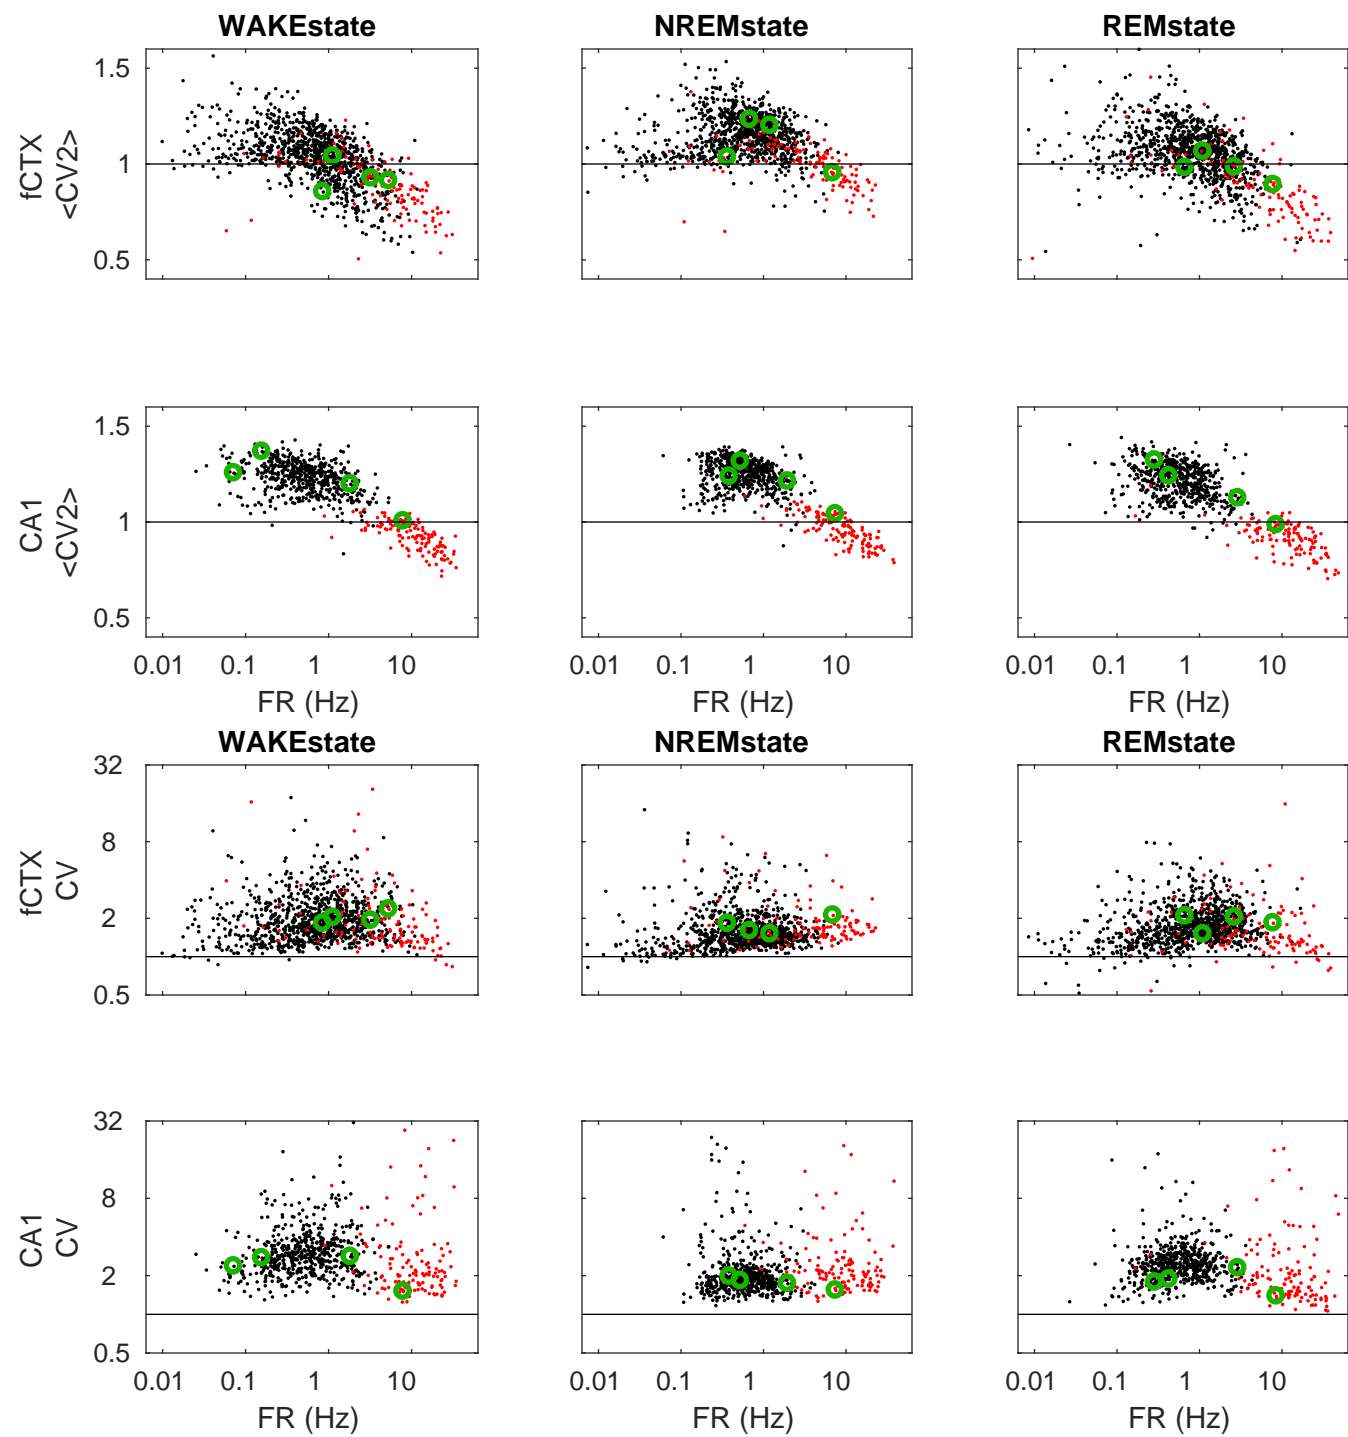 WAKEstate NREMstate REMstate
fCTX
<CV2>
1.5
1
0.5
CA1
<CV2>
1.5
1
0.5
0.01 0.1 1 10 0.01 0.1 1 10 0.01 0.1 1 10
FR (Hz) FR (Hz) FR (Hz)
WAKEstate NREMstate REMstate
fCTX
CV
32
8
2
0.5
CA1
CV
32
8
2
0.5
0.01 0.1 1 10 0.01 0.1 1 10 0.01 0.1 1 10
FR (Hz) FR (Hz) FR (Hz)